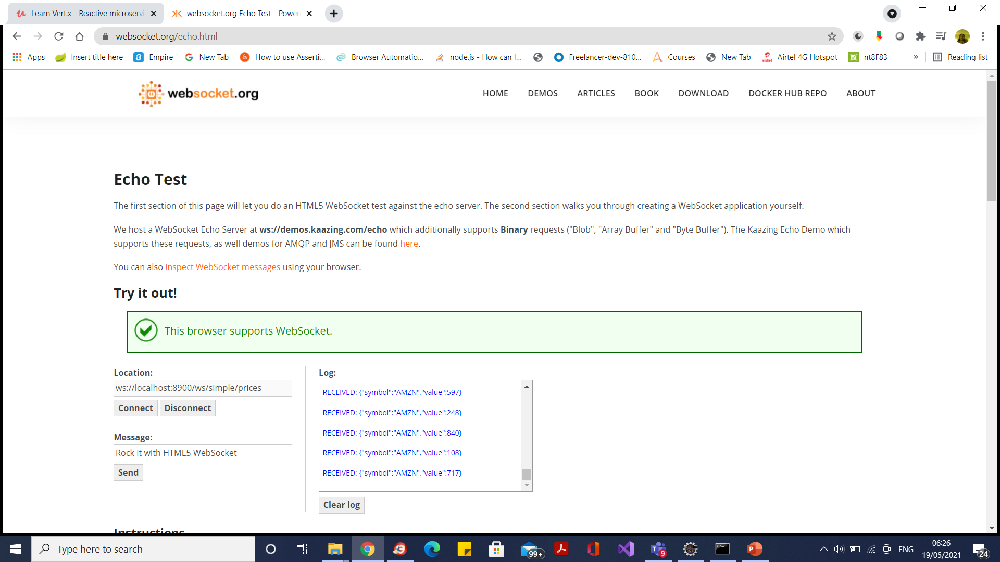 Learn Vert.x - Reactive microservi
websocket.org Echo Test - Power
websocket.org/echo.html
Apps Insert title here Empire New Tab How to use Asserti... Browser Automatio... node.js - How can I... Freelancer-dev-810... Courses New Tab Airtel 4G Hotspot nt8F83 » Reading list
websocket.org
HOME DEMOS ARTICLES BOOK DOWNLOAD DOCKER HUB REPO ABOUT
Echo Test
The first section of this page will let you do an HTML5 WebSocket test against the echo server. The second section walks you through creating a WebSocket application yourself.
We host a WebSocket Echo Server at ws://demos.kaazing.com/echo which additionally supports Binary requests ("Blob", "Array Buffer" and "Byte Buffer"). The Kaazing Echo Demo which
supports these requests, as well demos for AMQP and JMS can be found here.
You can also inspect WebSocket messages using your browser.
Try it out!
This browser supports WebSocket.
Location:
ws://localhost:8900/ws/simple/prices
Connect Disconnect
Message:
Rock it with HTML5 WebSocket
Send
Log:
RECEIVED: {"symbol":"AMZN","value":597}
RECEIVED: {"symbol":"AMZN","value":248}
RECEIVED: {"symbol":"AMZN","value":840}
RECEIVED: {"symbol":"AMZN","value":108}
RECEIVED: {"symbol":"AMZN","value":717}
Clear log
Instructions
Type here to search
99+
9
ENG
06:26
19/05/2021
24